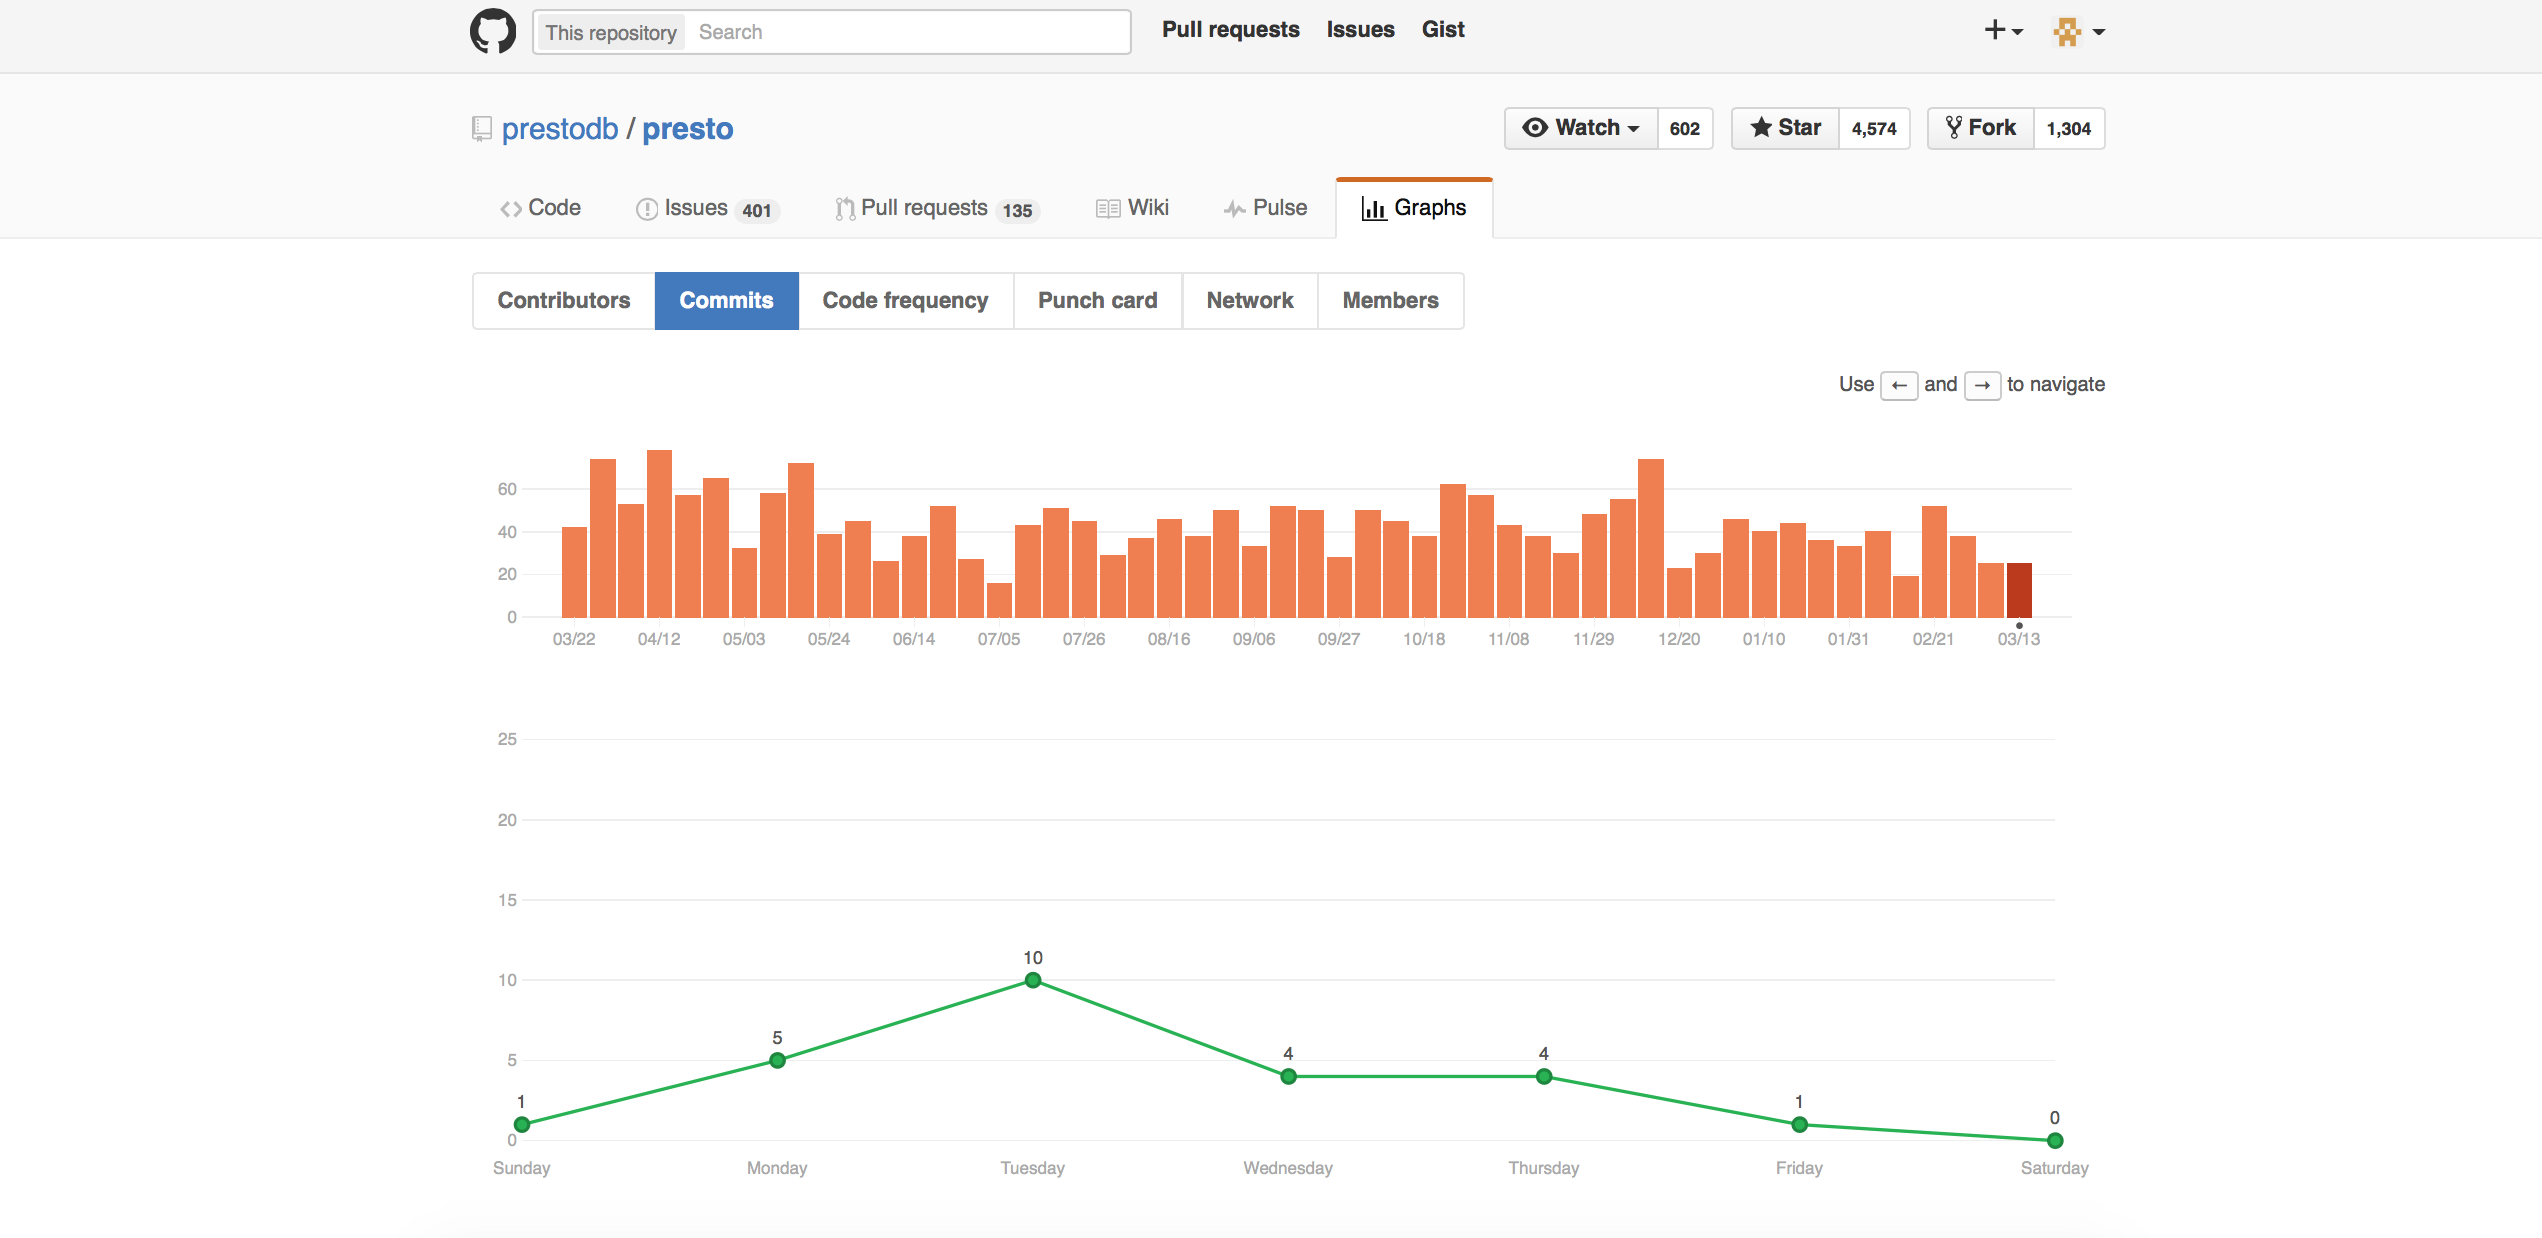 This repository Search Pull requests Issues Gist
prestodb / presto Watch 602 Star 4,574 Fork 1,304
Code Issues 401 Pull requests 135 Wiki Pulse Graphs
Contributors Commits Code frequency Punch card Network Members
Use ← and → to navigate
60
40
20
0
03/22 04/12 05/03 05/24 06/14 07/05 07/26 08/16 09/06 09/27 10/18 11/08 11/29 12/20 01/10 01/31 02/21 03/13
25
20
15
10
10
5
4
4
5
1
1
0
0
Sunday Monday Tuesday Wednesday Thursday Friday Saturday